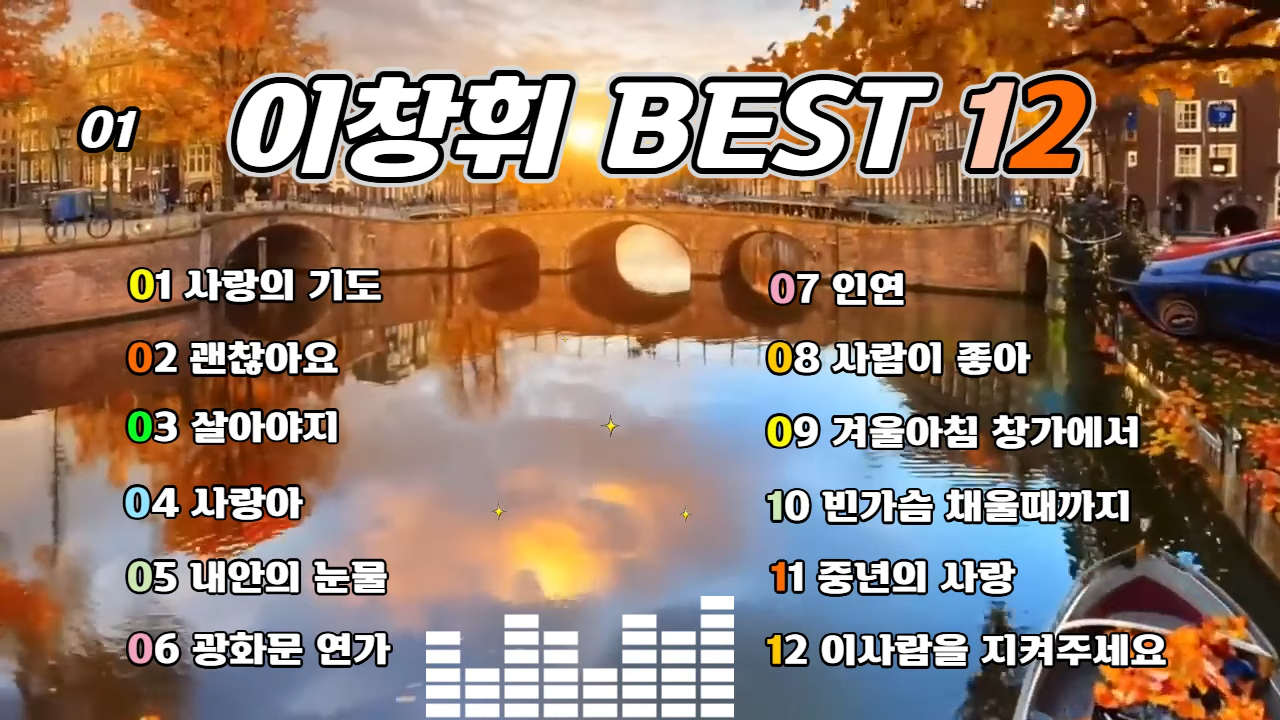 01
이창휘 BEST 12
01 사랑의 기도
02 괜찮아요
03 살아야지
04 사랑아
05 내안의 눈물
06 광화문 연가
07 인연
08 사람이 좋아
09 겨울아침 창가에서
10 빈가슴 채울때까지
11 중년의 사랑
12 이사람을 지켜주세요